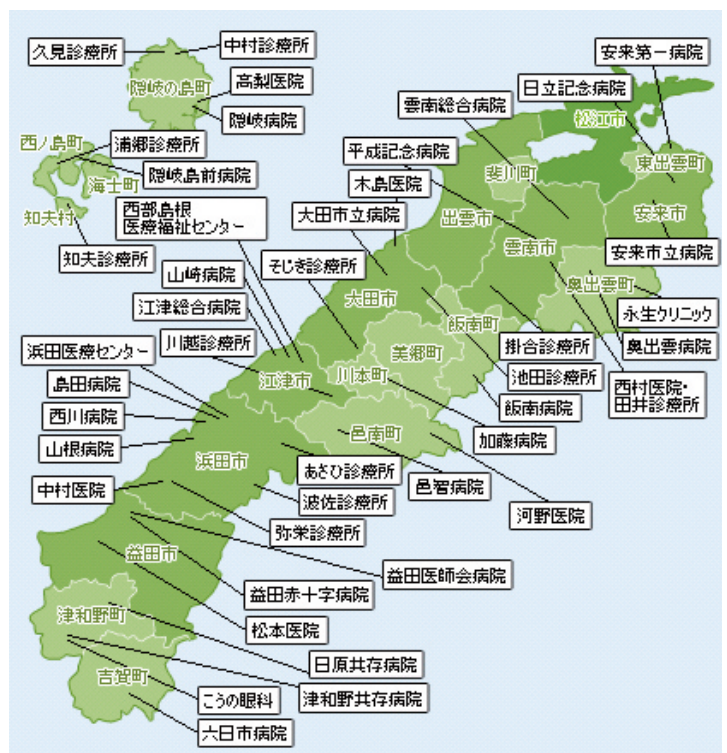 久見診療所
中村診療所
隠岐の島町
高梨医院
隠岐病院
西ノ島町
浦郷診療所
隠岐島前病院
海士町
知夫村
知夫診療所
安来第一病院
日立記念病院
雲南総合病院
松江市
平成記念病院
東出雲町
斐川町
木島医院
出雲市
安来市
西部島根
医療福祉センター
大田市立病院
雲南市
安来市立病院
山崎病院
そじき診療所
奥出雲町
大田市
永生クリニック
江津総合病院
飯南町
川越診療所
掛合診療所
奥出雲病院
浜田医療センター
美郷町
池田診療所
島田病院
江津市
川本町
西村医院・
田井診療所
西川病院
飯南病院
山根病院
邑南町
加藤病院
浜田市
あさひ診療所
邑智病院
中村医院
波佐診療所
河野医院
弥栄診療所
益田市
益田医師会病院
益田赤十字病院
津和野町
松本医院
日原共存病院
吉賀町
こうの眼科
津和野共存病院
六日市病院